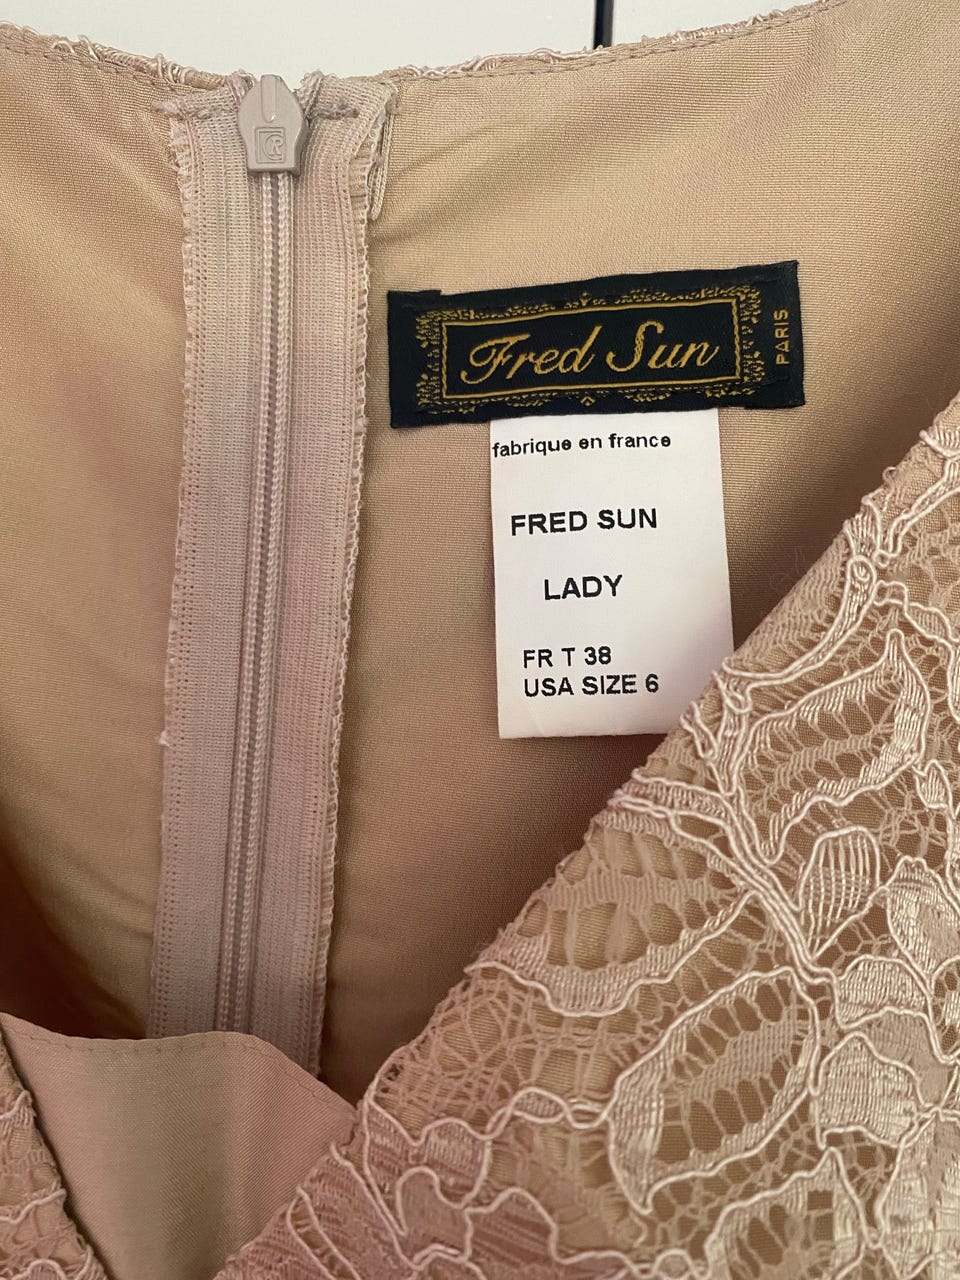 Fred Sun
PARIS
fabrique en france
FRED SUN
LADY
FR T 38
USA SIZE 6